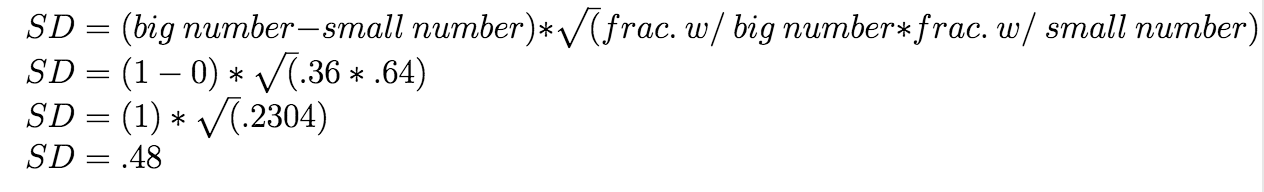 SD = (big number−small number)∗√(frac. w/ big number∗frac. w/ small number)
SD = (1 − 0) ∗ √(.36 ∗ .64)
SD = (1) ∗ √(.2304)
SD = .48